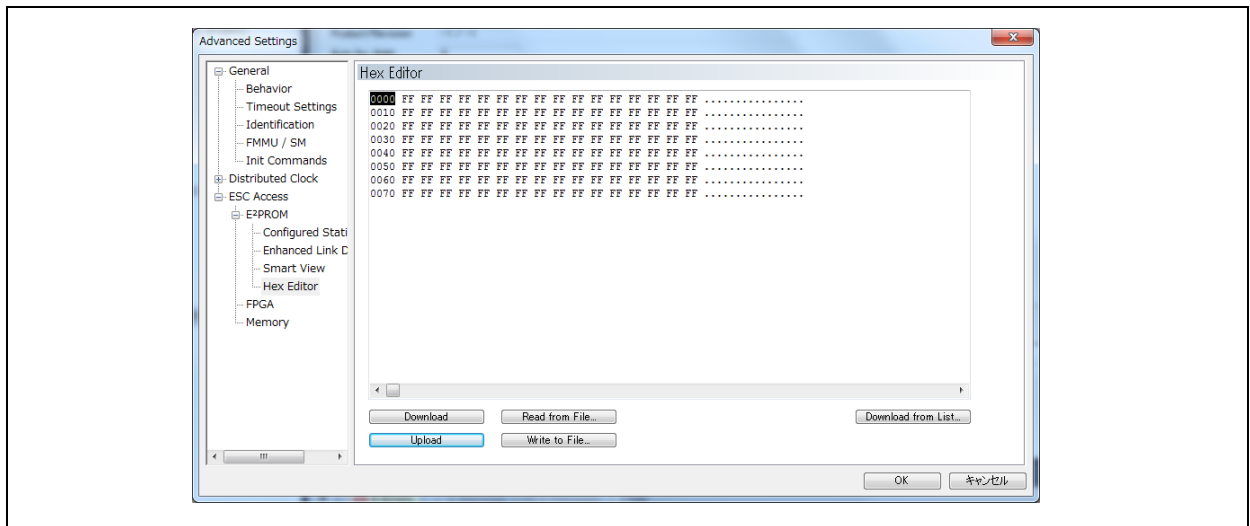 Advanced Settings
General
Behavior
Timeout Settings
Identification
FMMU / SM
Init Commands
Distributed Clock
ESC Access
E²PROM
Configured Stati
Enhanced Link D
Smart View
Hex Editor
FPGA
Memory
Hex Editor
0000 FF FF FF FF FF FF FF FF FF FF FF FF FF FF FF FF ................
0010 FF FF FF FF FF FF FF FF FF FF FF FF FF FF FF FF ................
0020 FF FF FF FF FF FF FF FF FF FF FF FF FF FF FF FF ................
0030 FF FF FF FF FF FF FF FF FF FF FF FF FF FF FF FF ................
0040 FF FF FF FF FF FF FF FF FF FF FF FF FF FF FF FF ................
0050 FF FF FF FF FF FF FF FF FF FF FF FF FF FF FF FF ................
0060 FF FF FF FF FF FF FF FF FF FF FF FF FF FF FF FF ................
0070 FF FF FF FF FF FF FF FF FF FF FF FF FF FF FF FF ................
Download Read from File... Download from List...
Upload Write to File...
OK キャンセル